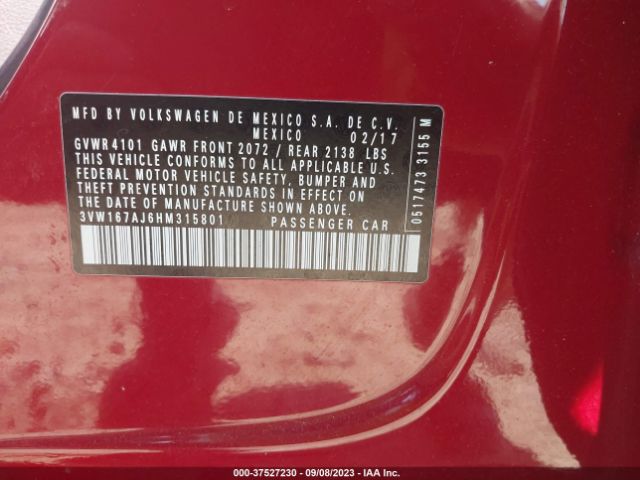 MFD BY VOLKSWAGEN DE MEXICO S.A. DE C.V.
MEXICO 02/17
GVWR 4101 GAWR FRONT 2072 / REAR 2138 LBS
THIS VEHICLE CONFORMS TO ALL APPLICABLE U.S.
FEDERAL MOTOR VEHICLE SAFETY, BUMPER AND
THEFT PREVENTION STANDARDS IN EFFECT ON
THE DATE OF MANUFACTURE SHOWN ABOVE.
3VW167AJ6HM315801 PASSENGER CAR
0517473 3155 M
000-37527230 - 09/08/2023 - IAA Inc.